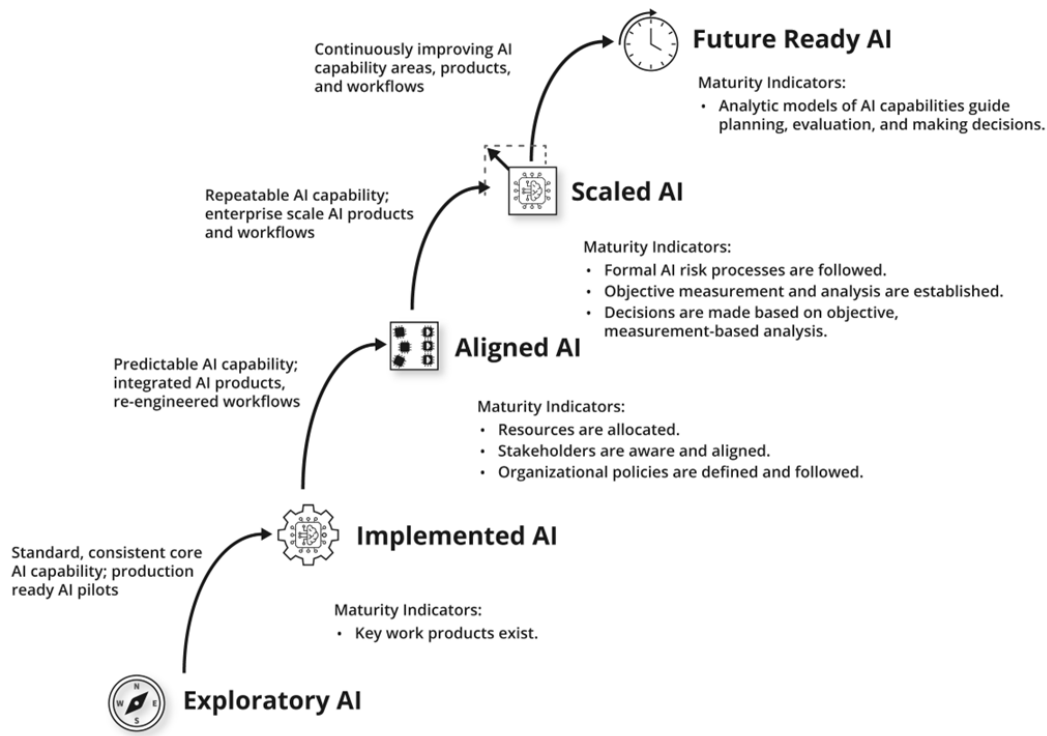 Continuously improving AI
capability areas, products,
and workflows
Future Ready AI
Maturity Indicators:
• Analytic models of AI capabilities guide
planning, evaluation, and making decisions.
Repeatable AI capability;
enterprise scale AI products
and workflows
Scaled AI
Maturity Indicators:
• Formal AI risk processes are followed.
• Objective measurement and analysis are established.
• Decisions are made based on objective,
measurement-based analysis.
Predictable AI capability;
integrated AI products,
re-engineered workflows
Aligned AI
Maturity Indicators:
• Resources are allocated.
• Stakeholders are aware and aligned.
• Organizational policies are defined and followed.
Standard, consistent core
AI capability; production
ready AI pilots
Implemented AI
Maturity Indicators:
• Key work products exist.
N
W E
S
Exploratory AI